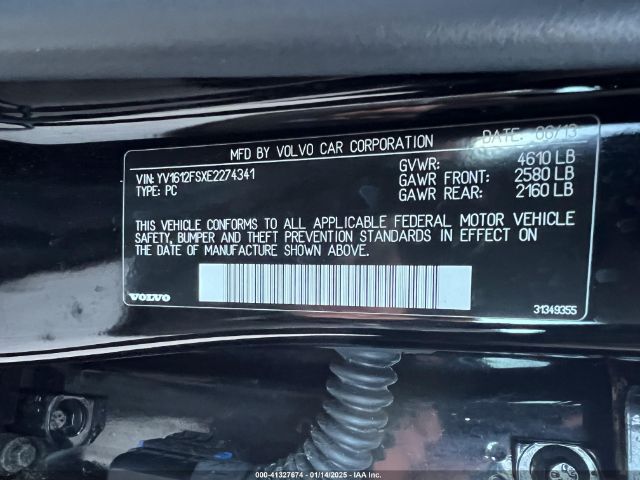 MFD BY VOLVO CAR CORPORATION DATE: 06/13
VIN: YV1612FSXE2274341
TYPE: PC
GVWR: 4610 LB
GAWR FRONT: 2580 LB
GAWR REAR: 2160 LB
THIS VEHICLE CONFORMS TO ALL APPLICABLE FEDERAL MOTOR VEHICLE
SAFETY, BUMPER AND THEFT PREVENTION STANDARDS IN EFFECT ON
THE DATE OF MANUFACTURE SHOWN ABOVE.
VOLVO
31349355
000-41327674 - 01/14/2025 - IAA Inc.